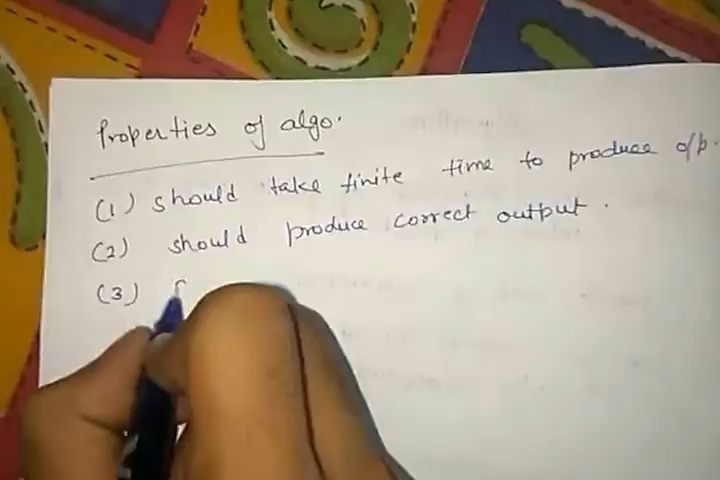 Properties of algo.
(1) should take finite time to produce o/p.
(2) should produce correct output.
(3)